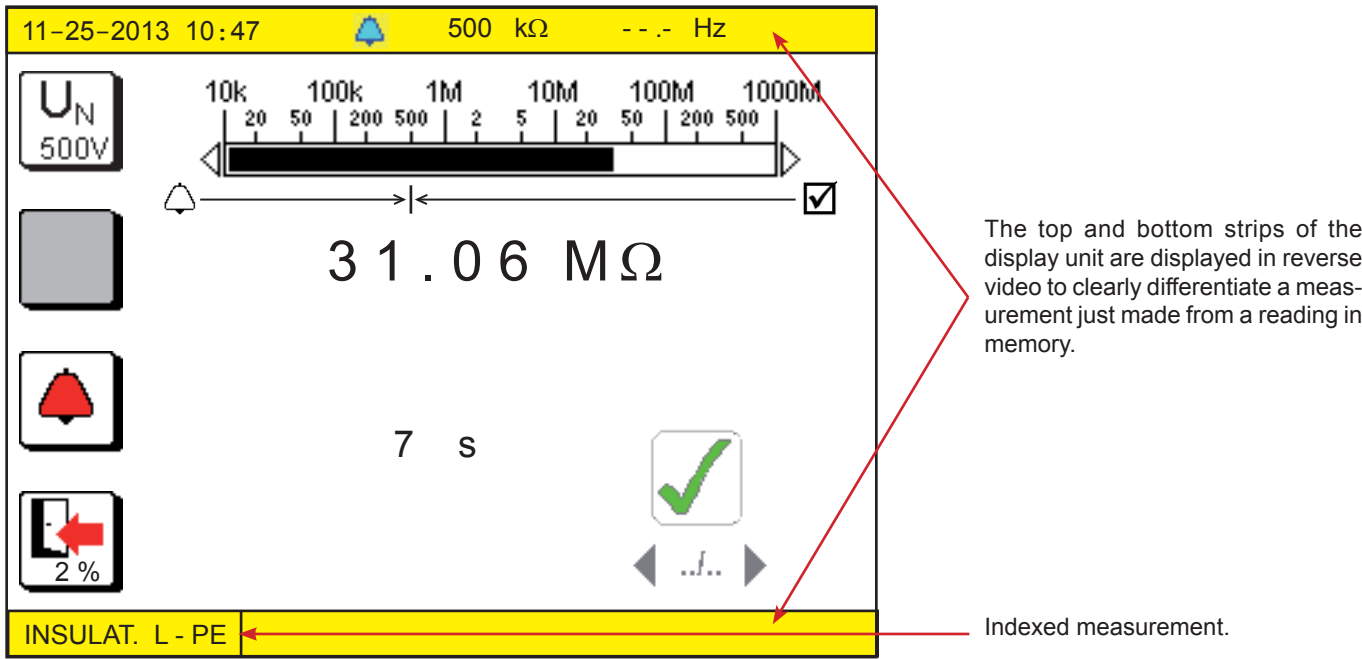 11-25-2013 10:47 500 kΩ - - .- Hz
UN
500V
10k 100k 1M 10M 100M 1000M
20 50 200 500 2 5 20 50 200 500
31.06 MΩ
7 s
2 %
../..
INSULAT. L - PE
The top and bottom strips of the
display unit are displayed in reverse
video to clearly differentiate a meas-
urement just made from a reading in
memory.
Indexed measurement.